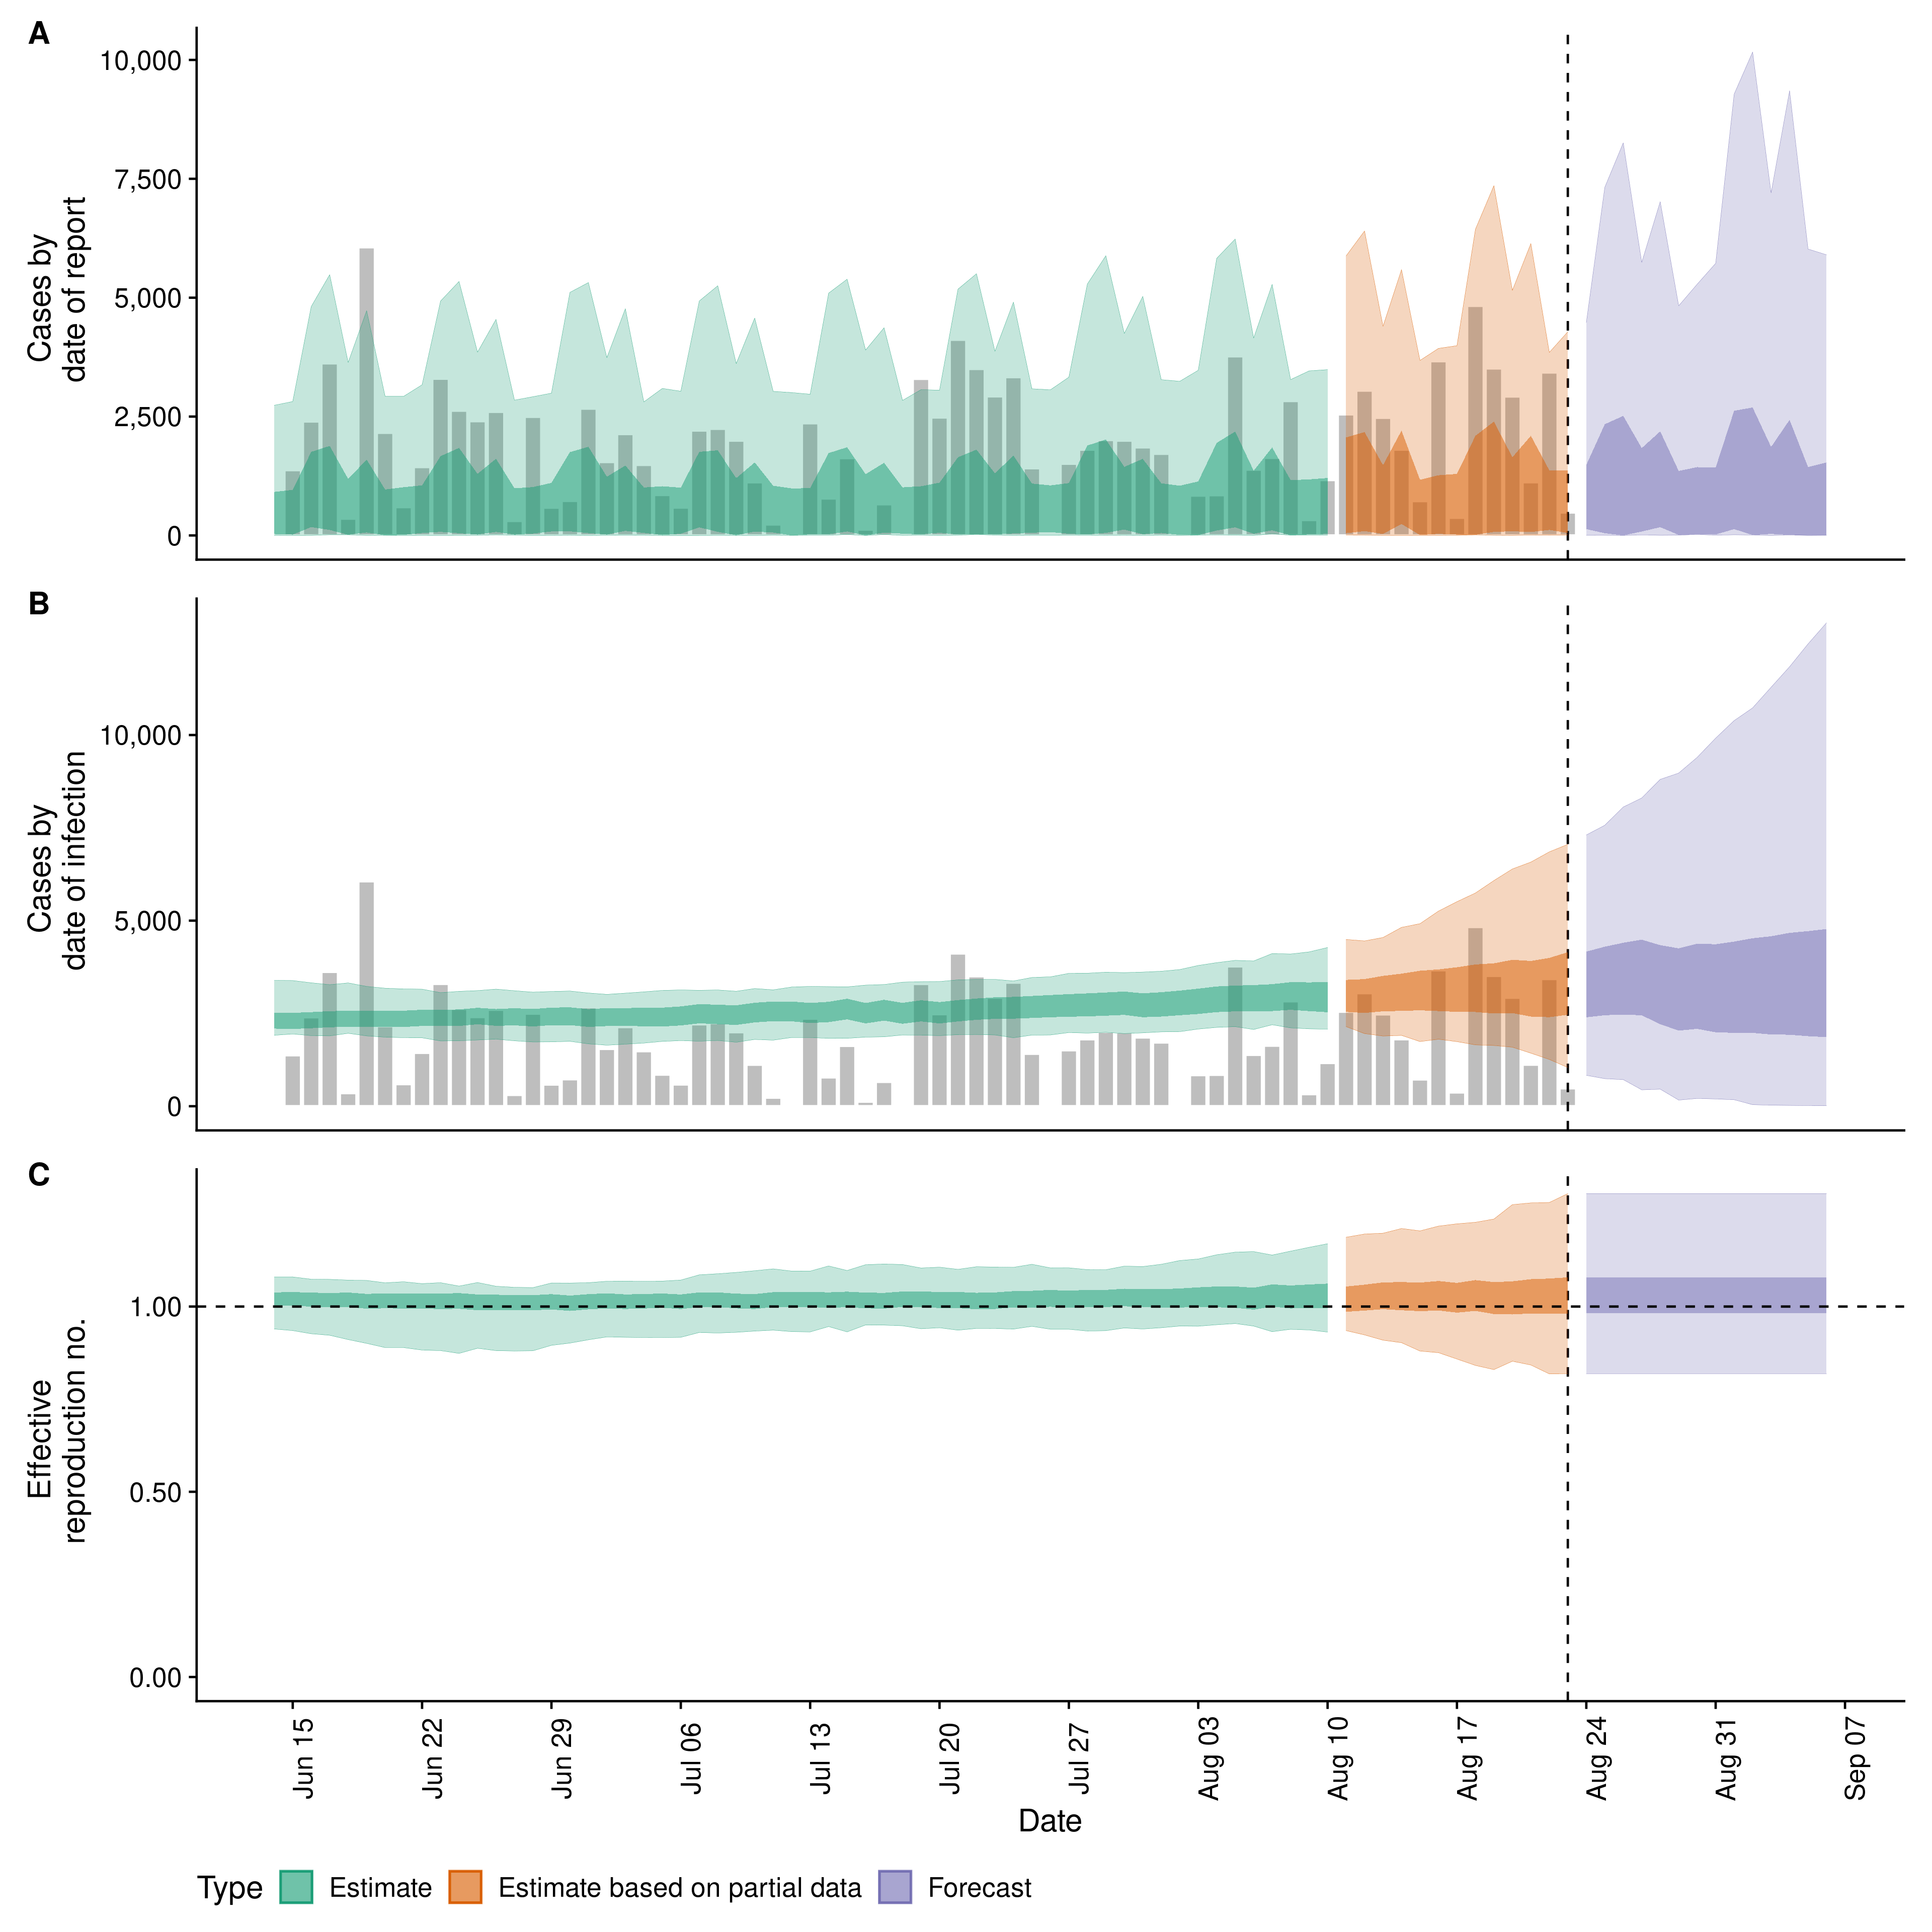 A
10,000
7,500
5,000
2,500
0
Cases by
date of report
B
10,000
5,000
0
Cases by
date of infection
C
1.00
0.50
0.00
Effective
reproduction no.
Jun 15
Jun 22
Jun 29
Jul 06
Jul 13
Jul 20
Jul 27
Aug 03
Aug 10
Aug 17
Aug 24
Aug 31
Sep 07
Date
Type Estimate Estimate based on partial data Forecast